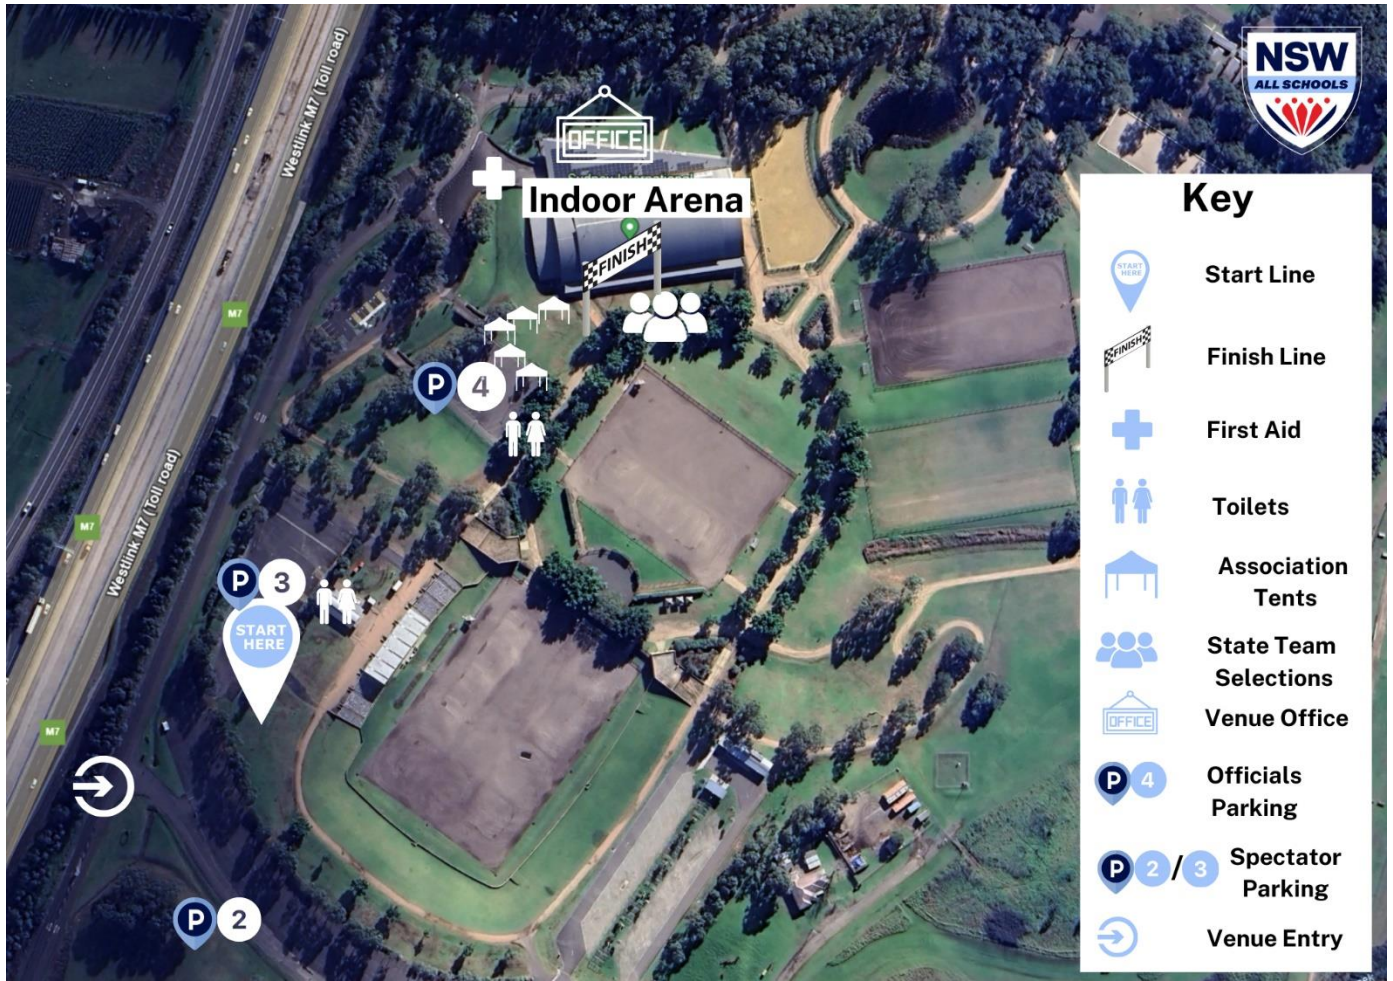 NSW
ALL SCHOOLS
Westlink M7 (Toll road)
OFFICE
Sydney International
Indoor Arena
FINISH
M7
4
M7
Westlink M7 (Toll road)
P
3
START
HERE
M7
P
2
P
Key
START
HERE
Start Line
FINISH
Finish Line
First Aid
Toilets
Association
Tents
State Team
Selections
OFFICE
Venue Office
P 4
Officials
Parking
P 2/3
Spectator
Parking
Venue Entry